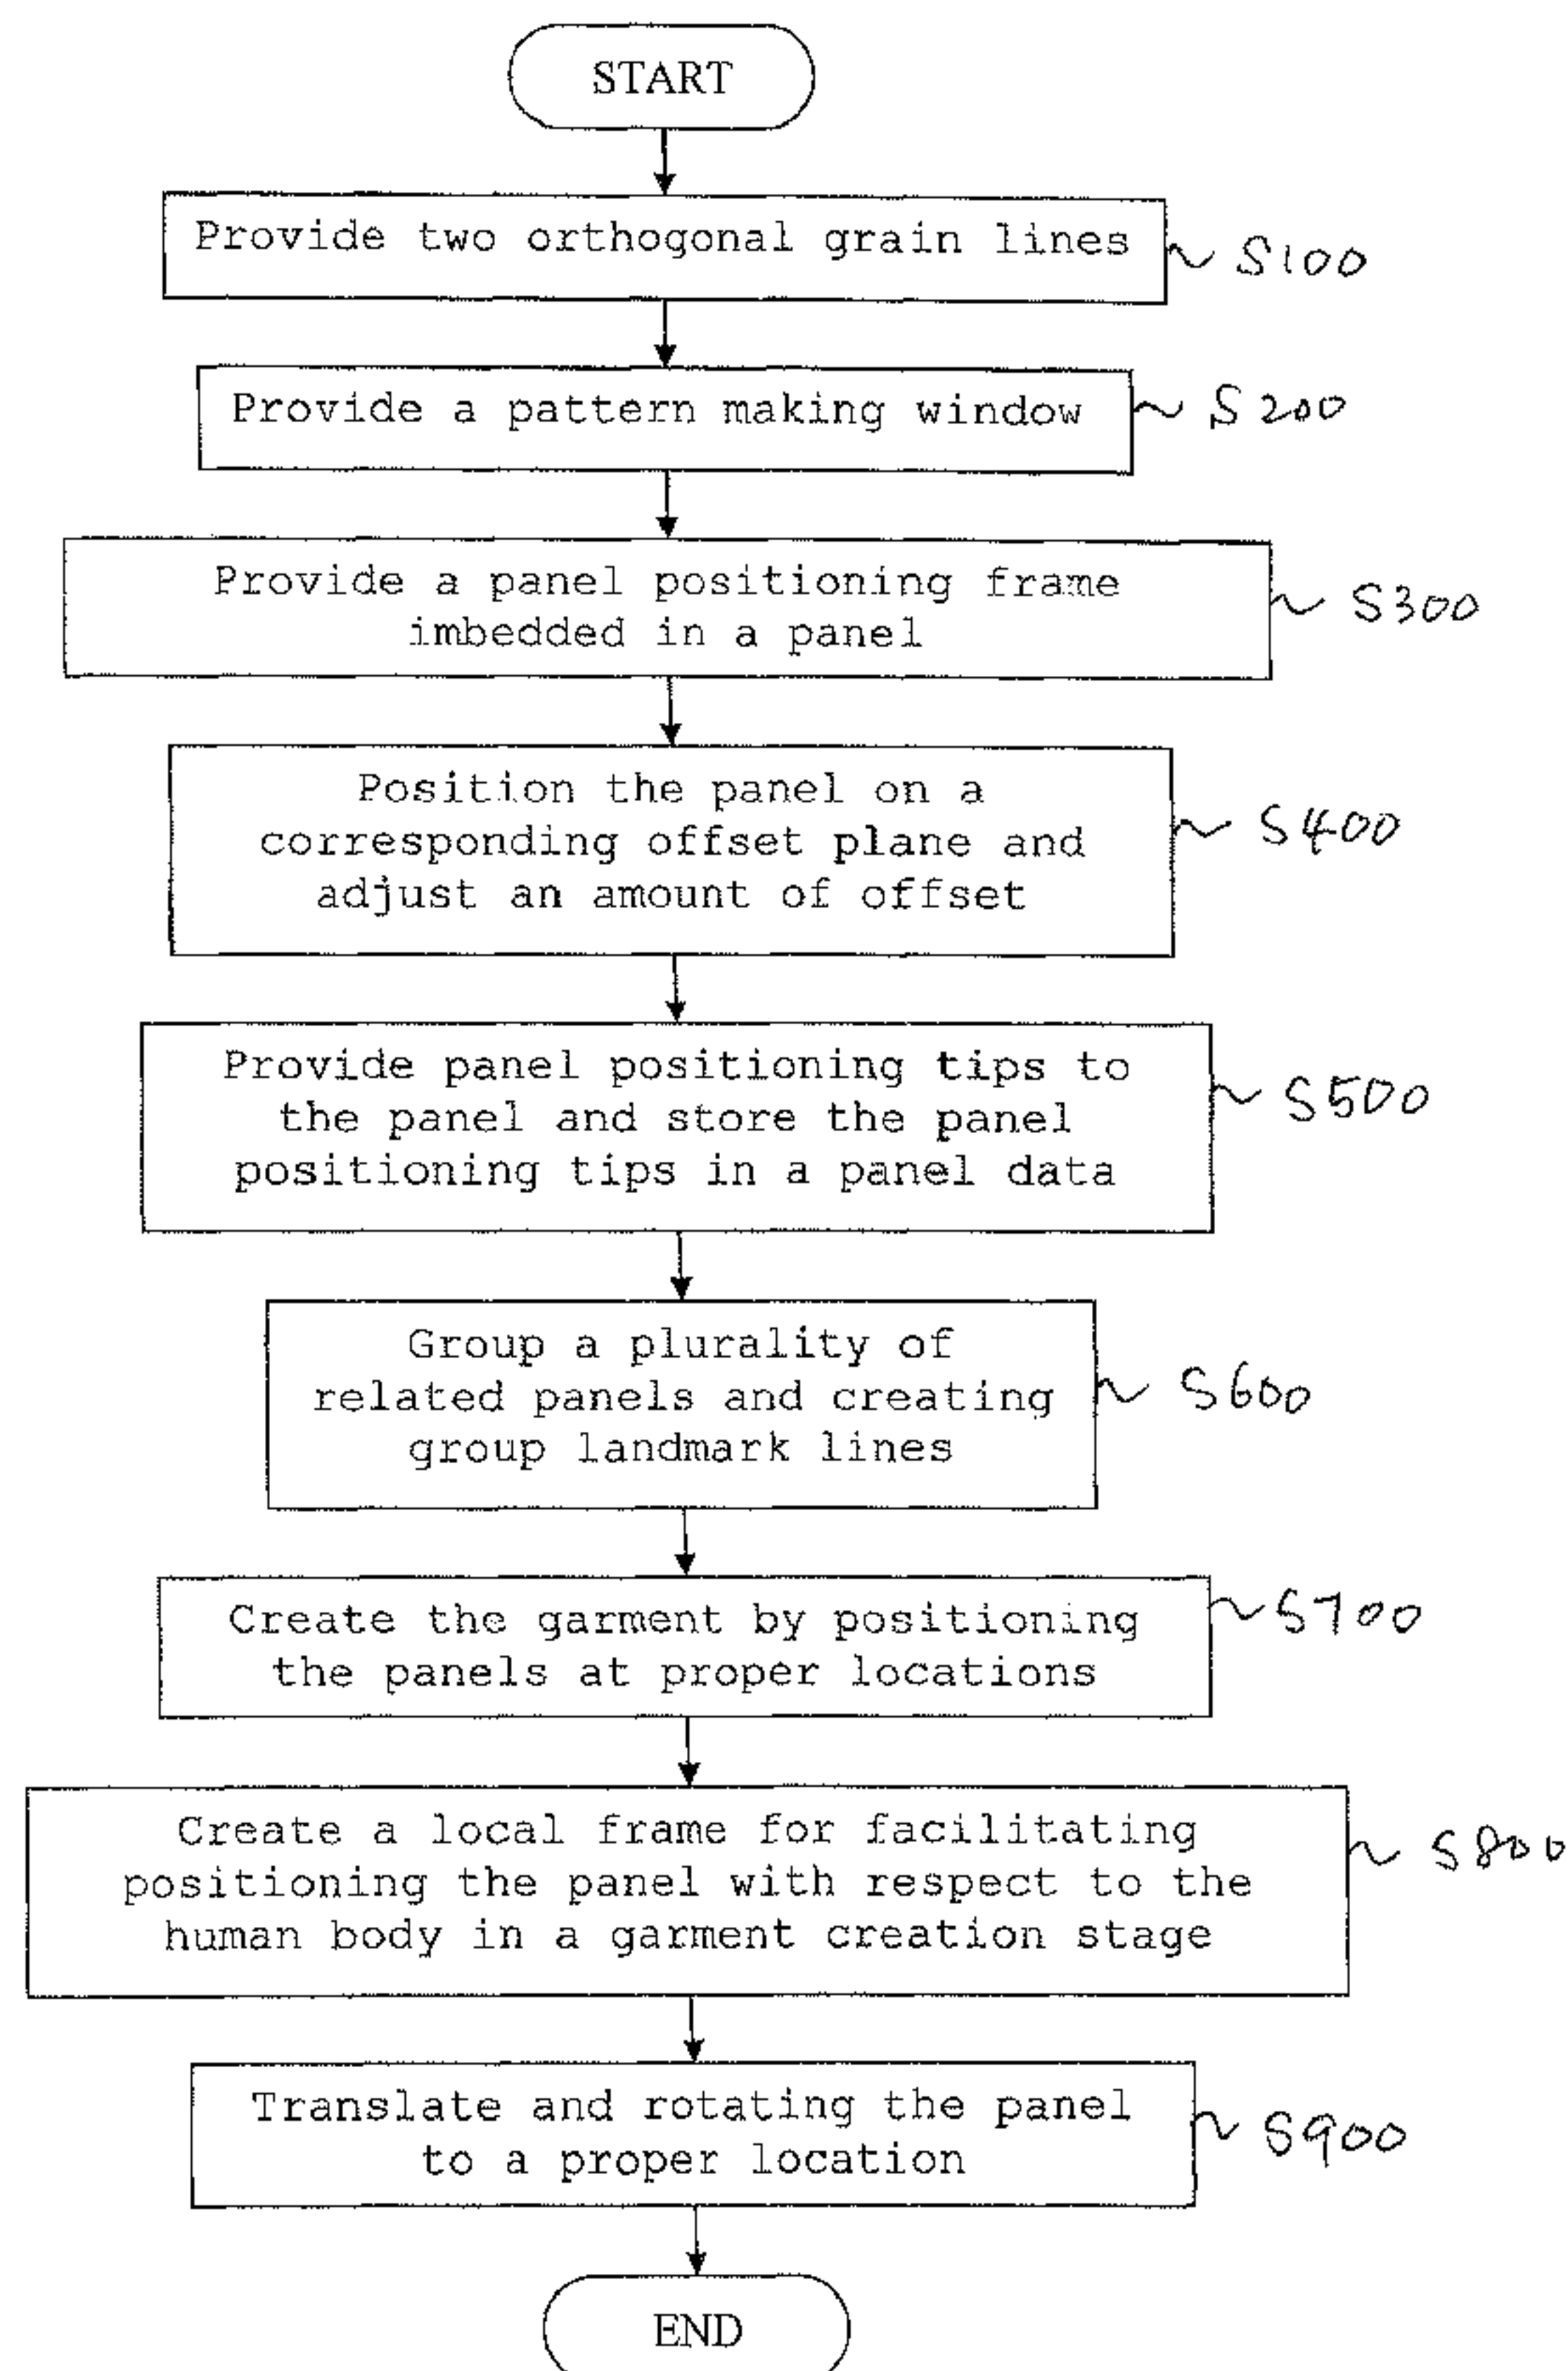 START
Provide two orthogonal grain lines
S100
Provide a pattern making window
S200
Provide a panel positioning frame
imbedded in a panel
S300
Position the panel on a
corresponding offset plane and
adjust an amount of offset
S400
Provide panel positioning tips to
the panel and store the panel
positioning tips in a panel data
S500
Group a plurality of
related panels and creating
group landmark lines
S600
Create the garment by positioning
the panels at proper locations
S700
Create a local frame for facilitating
positioning the panel with respect to the
human body in a garment creation stage
S800
Translate and rotating the panel
to a proper location
S900
END